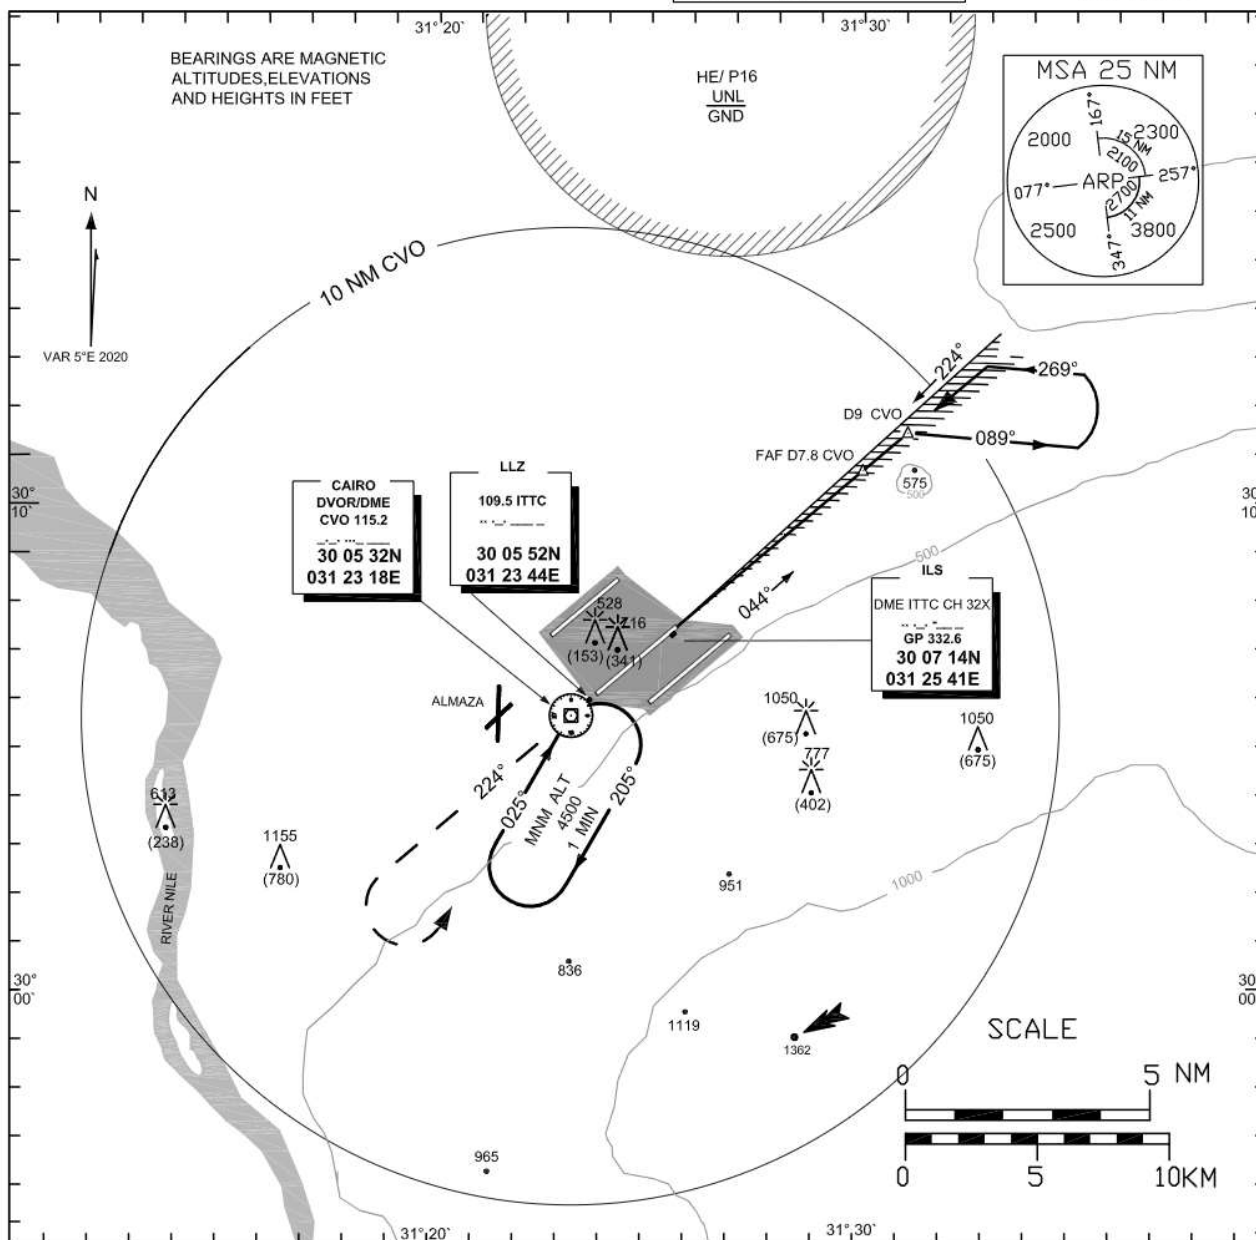 31° 20`
31° 30`
BEARINGS ARE MAGNETIC
ALTITUDES,ELEVATIONS
AND HEIGHTS IN FEET
HE/ P16
UNL
GND
MSA 25 NM
167°
2000
2300
15 NM
2100
077°
ARP
257°
2700
11 NM
2500
3800
347°
N
VAR 5°E 2020
10 NM CVO
224°
269°
D9 CVO
089°
FAF D7.8 CVO
575
500
30°
10`
30
10
CAIRO
DVOR/DME
CVO 115.2
30 05 32N
031 23 18E
LLZ
109.5 ITTC
30 05 52N
031 23 44E
500
ILS
DME ITTC CH 32X
GP 332.6
30 07 14N
031 25 41E
044°
528
(153)
(341)
ALMAZA
1050
(675)
1050
(675)
777
(402)
224°
025°
MNM ALT
4500
1 MIN
205°
613
(238)
1155
(780)
RIVER NILE
951
1000
836
30°
00`
30
00`
1119
1362
SCALE
0
5 NM
0
5
10KM
965
31° 20`
31° 30`